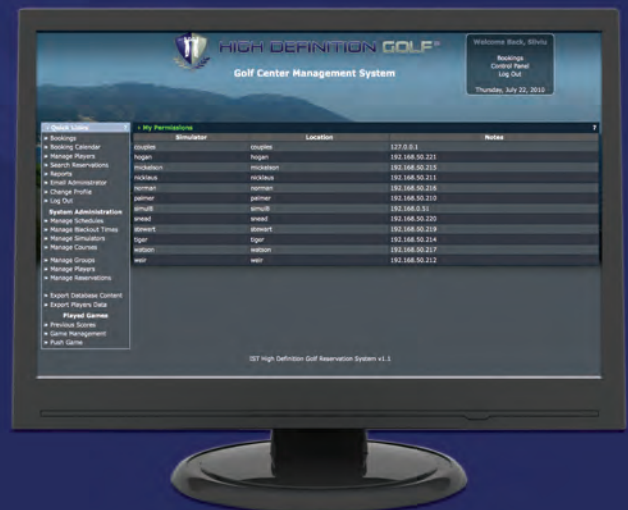 HIGH DEFINITION GOLF®
Golf Center Management System
Welcome Back, Silviu
Bookings
Control Panel
Log Out
Thursday, July 22, 2010
› Quick Links ?
» Bookings
» Booking Calendar
» Manage Players
» Search Reservations
» Reports
» Email Administrator
» Change Profile
» Log Out
System Administration
» Manage Schedules
» Manage Blackout Times
» Manage Simulators
» Manage Courses
» Manage Groups
» Manage Players
» Manage Reservations
» Export Database Content
» Export Players Data
Played Games
» Previous Scores
» Game Management
» Push Game
› My Permissions ?
Simulator Location Notes
couples couples 127.0.0.1
hogan hogan 192.168.50.221
mickelson mickelson 192.168.50.215
nicklaus nicklaus 192.168.50.211
norman norman 192.168.50.216
palmer palmer 192.168.50.210
simulB simulB 192.168.0.51
snead snead 192.168.50.220
stewart stewart 192.168.50.219
tiger tiger 192.168.50.214
watson watson 192.168.50.217
weir weir 192.168.50.212
IST High Definition Golf Reservation System v1.1